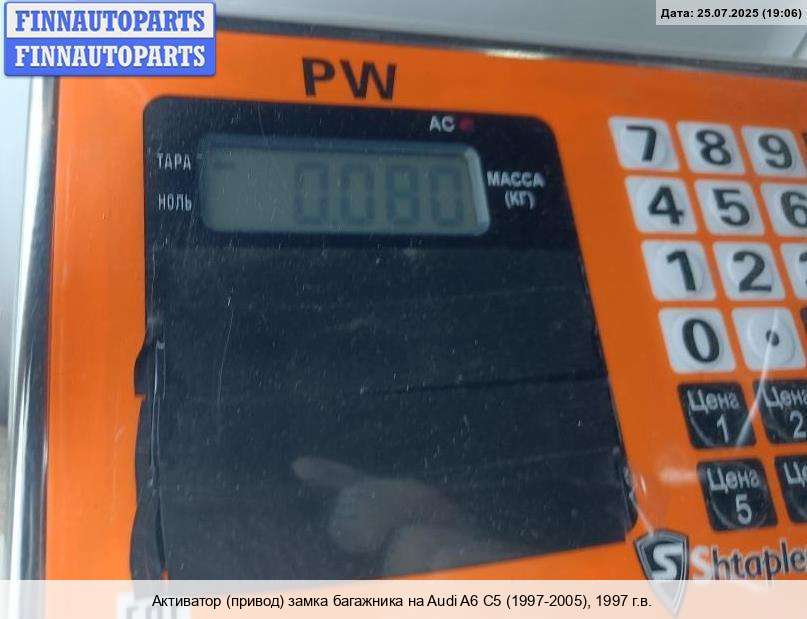 FINNAUTOPARTS
FINNAUTOPARTS
Дата: 25.07.2025 (19:06)
PW
AC
ТАРА
НОЛЬ
0.080
МАССА
(КГ)
7 8 9
4 5 6
1 2
0 .
Цена 1
Цена 2
Цена 5
S Shtaple
Активатор (привод) замка багажника на Audi A6 C5 (1997-2005), 1997 г.в.